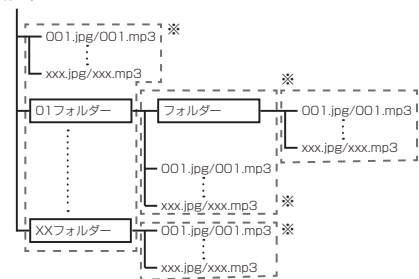 001.jpg/001.mp3 ※
xxx.jpg/xxx.mp3
※
01フォルダー フォルダー 001.jpg/001.mp3
xxx.jpg/xxx.mp3
001.jpg/001.mp3
xxx.jpg/xxx.mp3 ※
XXフォルダー 001.jpg/001.mp3 ※
xxx.jpg/xxx.mp3